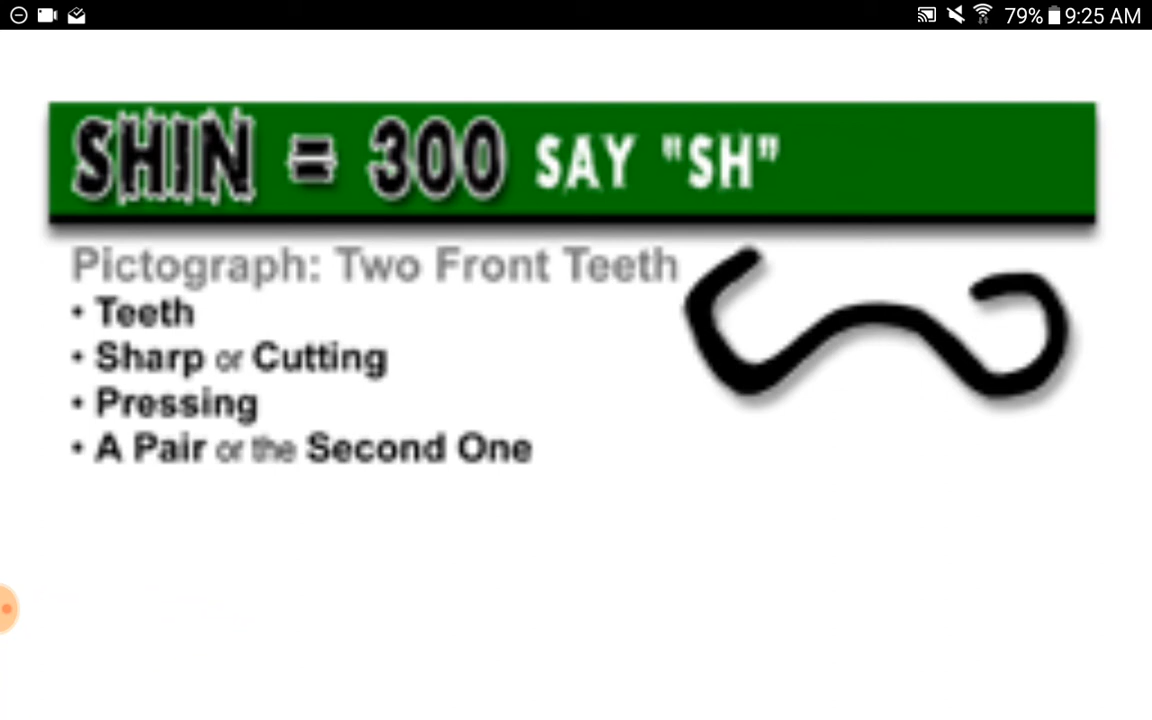 79% 9:25 AM
SHIN = 300 SAY "SH"
Pictograph: Two Front Teeth
• Teeth
• Sharp or Cutting
• Pressing
• A Pair or the Second One